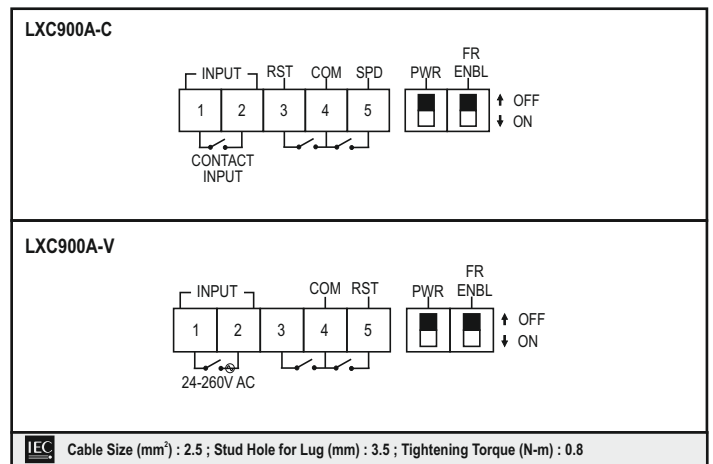 LXC900A-C
FR
INPUT RST COM SPD PWR ENBL
1 2 3 4 5 OFF
ON
CONTACT
INPUT
LXC900A-V
FR
INPUT COM RST PWR ENBL
1 2 3 4 5 OFF
ON
24-260V AC
IEC Cable Size (mm²) : 2.5 ; Stud Hole for Lug (mm) : 3.5 ; Tightening Torque (N-m) : 0.8